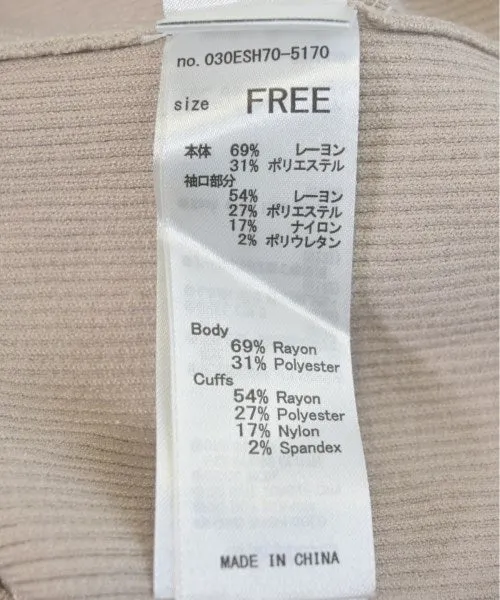 no. 030ESH70-5170
size FREE
本体 69% レーヨン
31% ポリエステル
袖口部分
54% レーヨン
27% ポリエステル
17% ナイロン
2% ポリウレタン
Body
69% Rayon
31% Polyester
Cuffs
54% Rayon
27% Polyester
17% Nylon
2% Spandex
MADE IN CHINA